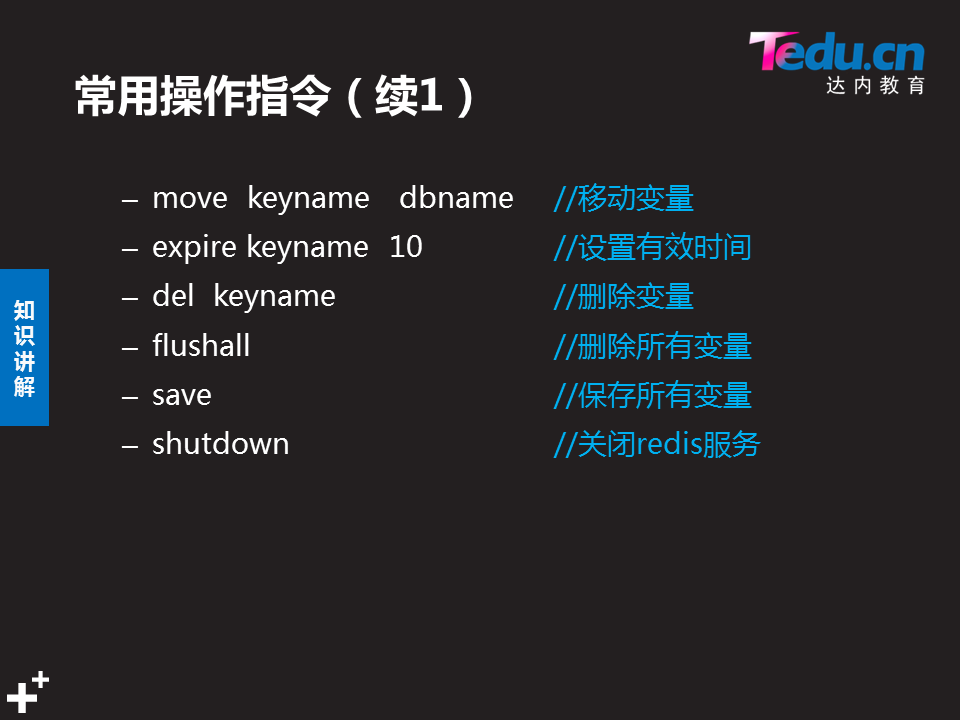 Tedu.cn
达内教育
常用操作指令（续1）
– move keyname dbname //移动变量
– expire keyname 10 //设置有效时间
– del keyname //删除变量
– flushall //删除所有变量
– save //保存所有变量
– shutdown //关闭redis服务
知
识
讲
解